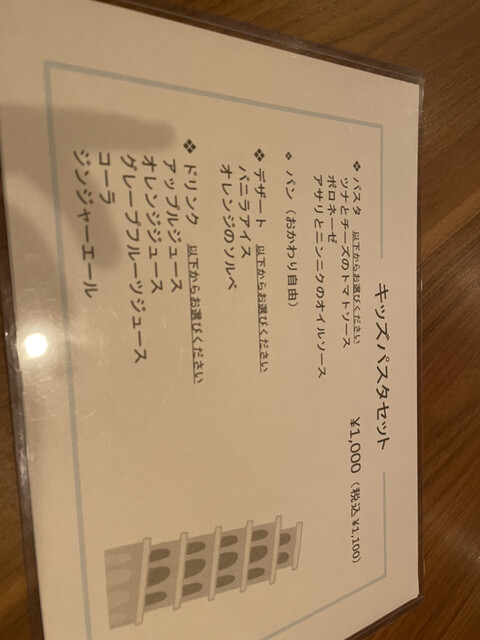 キッズパスタセット
¥1,000（税込¥1,100）
❖ パスタ 以下からお選びください
ツナとチーズのトマトソース
ボロネーゼ
アサリとニンニクのオイルソース
❖ パン（おかわり自由）
❖ デザート 以下からお選びください
バニラアイス
オレンジのソルベ
❖ ドリンク 以下からお選びください
アップルジュース
オレンジジュース
グレープフルーツジュース
コーラ
ジンジャーエール